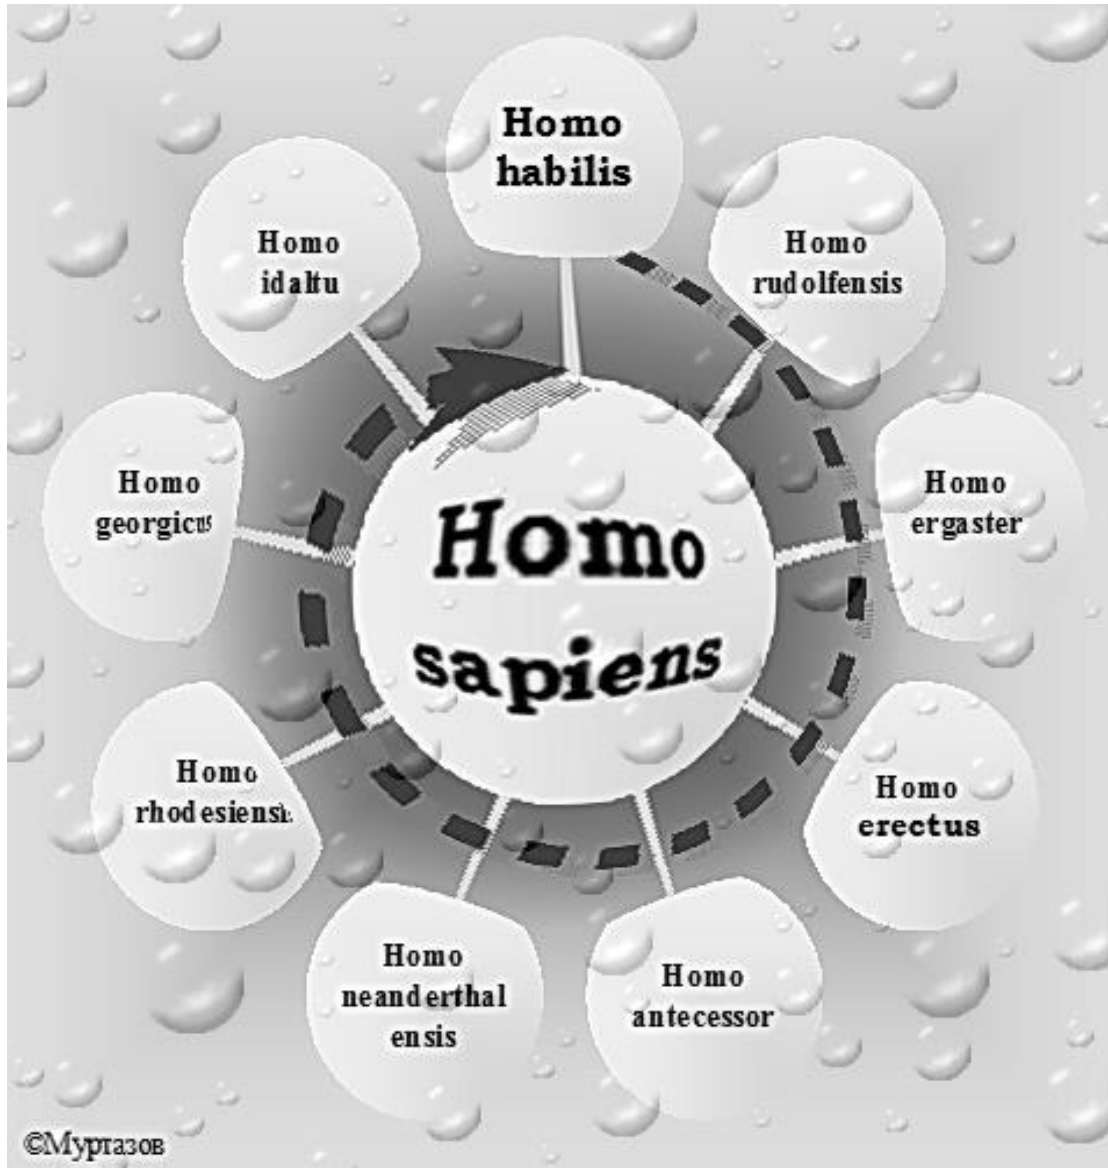 Homo
habilis
Homo
rudolfensis
Homo
ergaster
Homo
erectus
Homo
antecessor
Homo
neanderthal
ensis
Homo
rhodesiensis
Homo
georgicus
Homo
idaltu
Homo
sapiens
©Муртазов